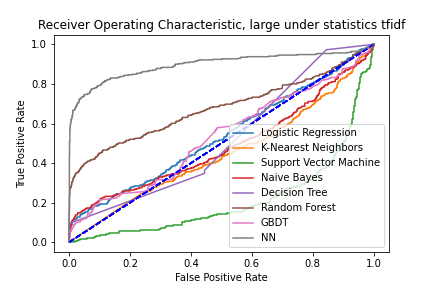 Receiver Operating Characteristic, large under statistics tfidf
True Positive Rate
1.0
0.8
0.6
0.4
0.2
0.0
Logistic Regression
K-Nearest Neighbors
Support Vector Machine
Naive Bayes
Decision Tree
Random Forest
GBDT
NN
0.0 0.2 0.4 0.6 0.8 1.0
False Positive Rate